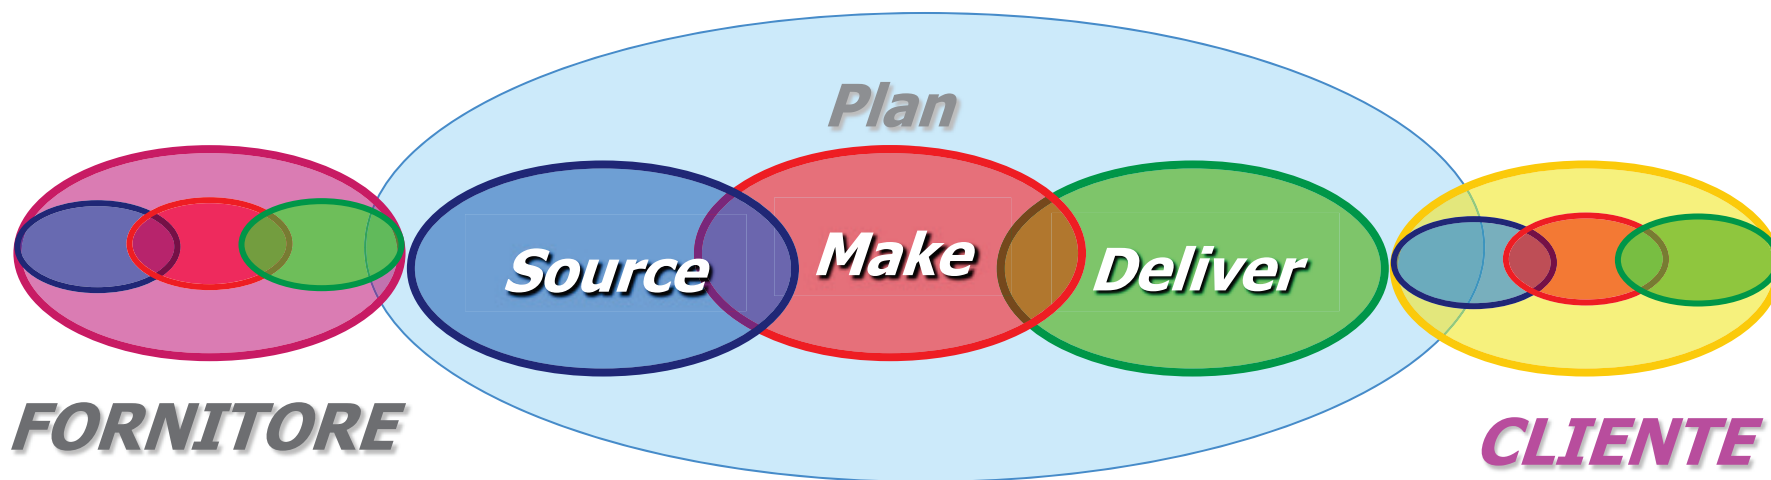 Plan
Source
Make
Deliver
FORNITORE
CLIENTE